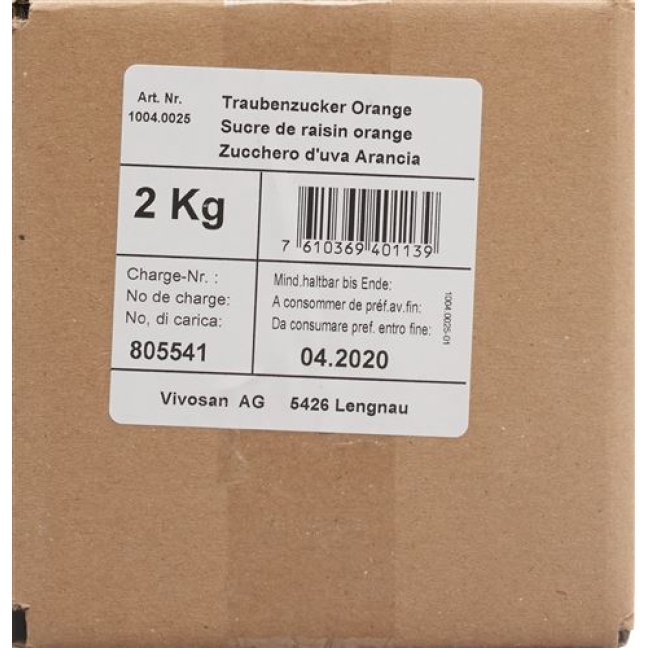 Art. Nr.
1004.0025
Traubenzucker Orange
Sucre de raisin orange
Zucchero d'uva Arancia
2 Kg
7 610369 401139
Charge-Nr. :
No de charge:
No, di carica:
805541
Mind.haltbar bis Ende:
A consommer de préf.av.fin:
Da consumare pref. entro fine:
04.2020
1004.0025-01
Vivosan AG 5426 Lengnau